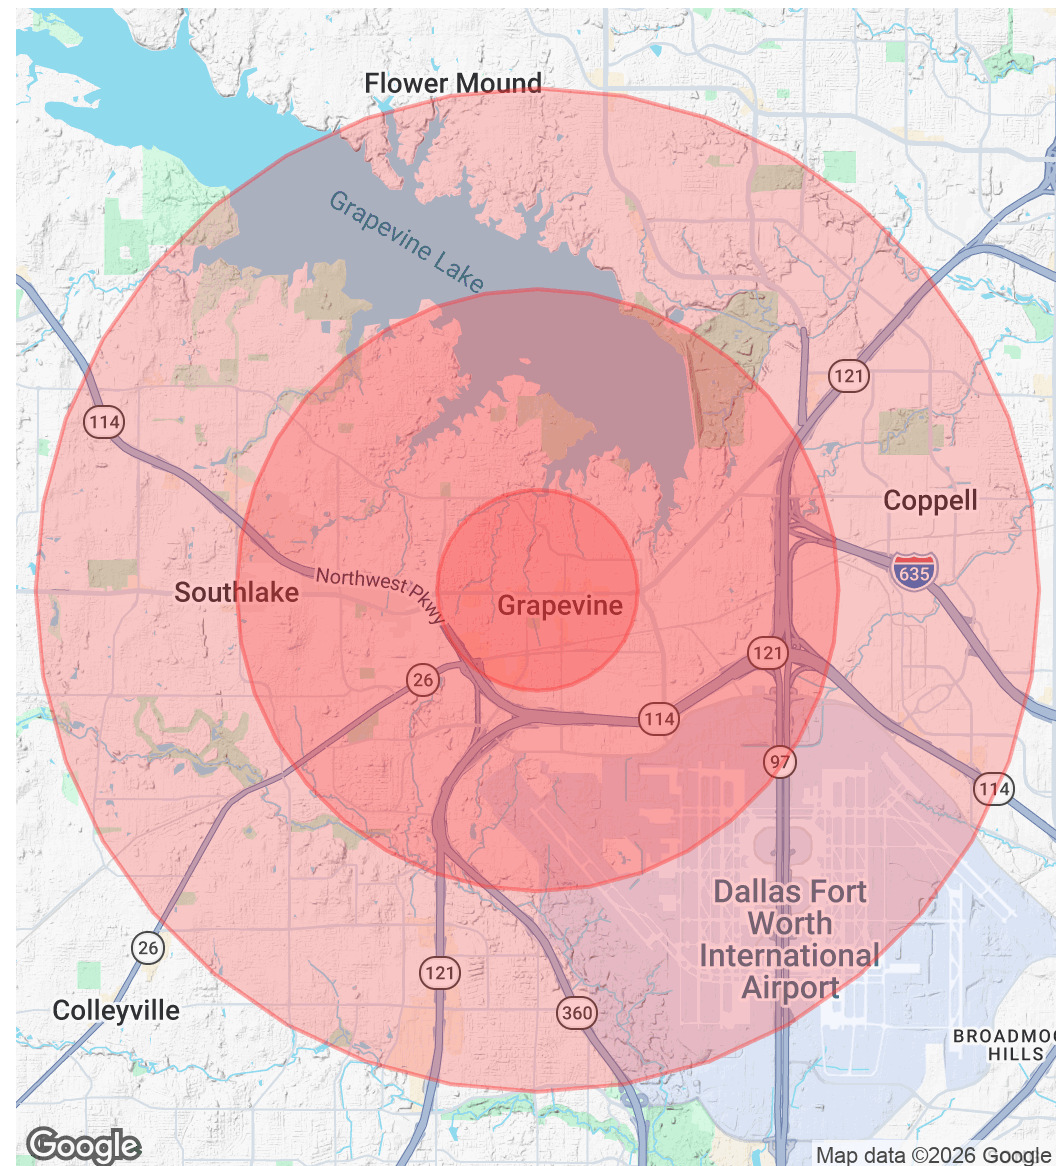 Flower Mound
Grapevine Lake
121
114
Coppell
635
Northwest Pkwy
Southlake
Grapevine
121
26
114
97
114
Dallas Fort
Worth
International
Airport
26
121
Colleyville
360
BROADMOO
HILLS
Google
Map data ©2026 Google